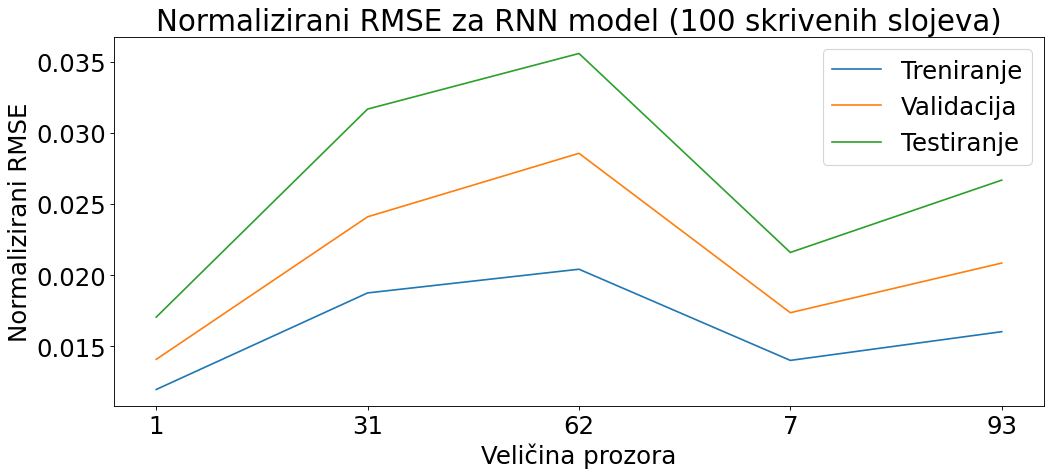 Normalizirani RMSE za RNN model (100 skrivenih slojeva)
Treniranje
Validacija
Testiranje
Normalizirani RMSE
0.035
0.030
0.025
0.020
0.015
1 31 62 7 93
Veličina prozora